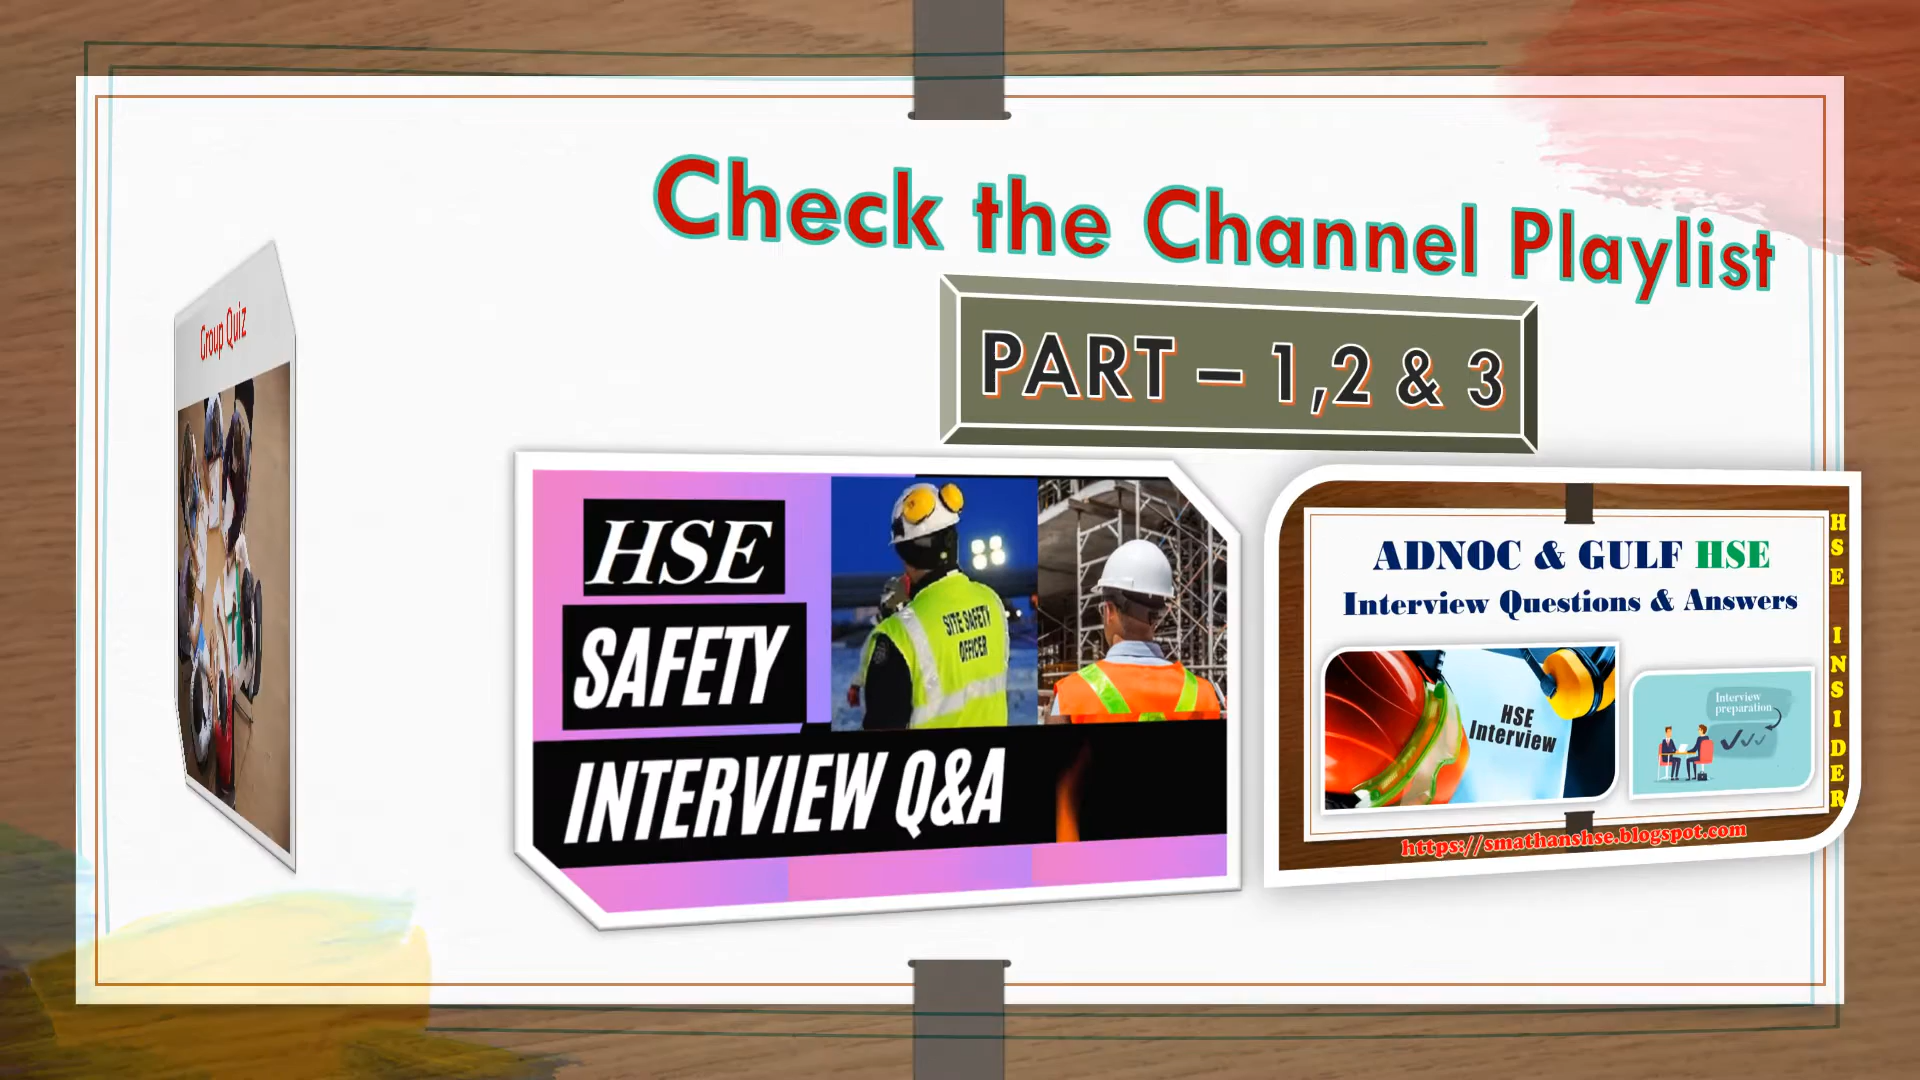 Check the Channel Playlist
PART – 1,2 & 3
Group Quiz
HSE
SAFETY
INTERVIEW Q&A
SITE SAFETY
OFFICER
ADNOC & GULF HSE
Interview Questions & Answers
HSE
Interview
Interview
preparation
HSE INSIDER
https://smathanshse.blogspot.com